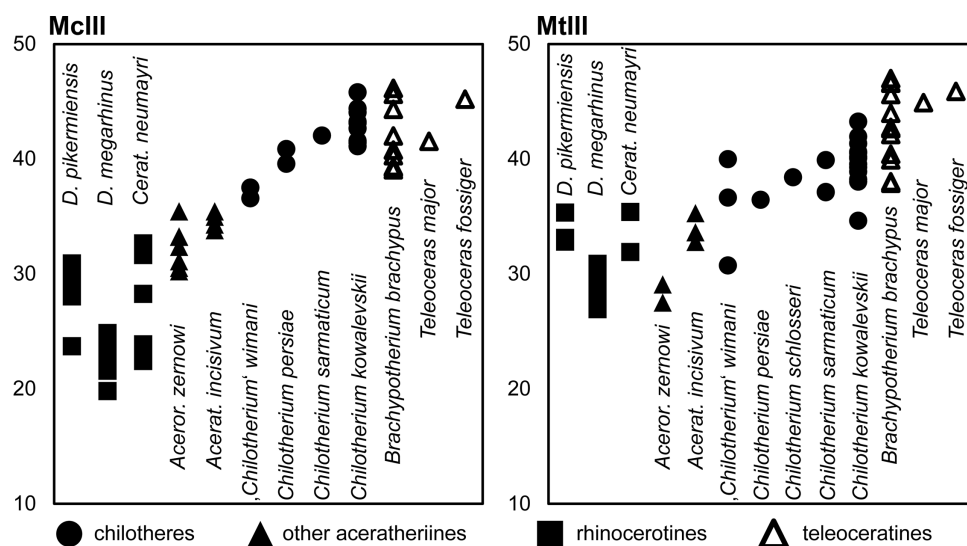 McIII
50
40
30
20
10
D. pikermiensis
D. megarhinus
Cerat. neumayri
Aceror. zernowi
Acerat. incisivum
‚Chilotherium‘ wimani
Chilotherium persiae
Chilotherium sarmaticum
Chilotherium kowalevskii
Brachypotherium brachypus
Teleoceras major
Teleoceras fossiger
MtIII
50
40
30
20
10
D. pikermiensis
D. megarhinus
Cerat. neumayri
Aceror. zernowi
Acerat. incisivum
‚Chilotherium‘ wimani
Chilotherium persiae
Chilotherium schlosseri
Chilotherium sarmaticum
Chilotherium kowalevskii
Brachypotherium brachypus
Teleoceras major
Teleoceras fossiger
chilotheres
other aceratheriines
rhinocerotines
teleoceratines